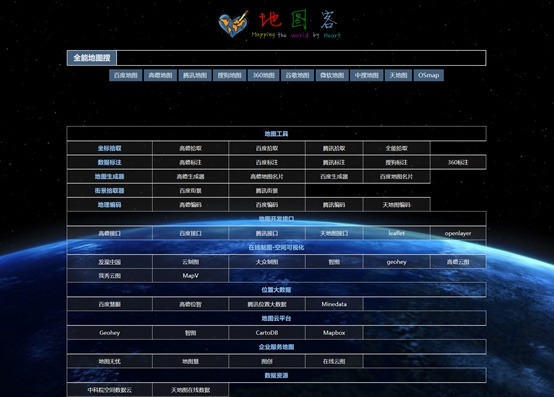 地图客
Mapping the world by Heart
全能地图搜
百度地图 高德地图 腾讯地图 搜狗地图 360地图 谷歌地图 微软地图 中搜地图 天地图 OSmap
地图工具
坐标拾取 高德拾取 百度拾取 腾讯拾取 全能拾取
数据标注 高德标注 百度标注 腾讯标注 搜狗标注 360标注
地图生成器 高德生成器 高德地图名片 百度生成器 百度地图名片
街景拾取器 百度街景 腾讯街景
地理编码 高德编码 百度编码 腾讯编码 天地图编码
地图开发接口
高德接口 百度接口 腾讯接口 天地图接口 leaflet openlayer
在线制图·空间可视化
发现中国 云制图 大众制图 智图 geohey 高德云图
我秀云图 MapV
位置大数据
百度慧眼 高德位智 腾讯位置大数据 Minedata
地图云平台
Geohey 智图 CartoDB Mapbox
企业服务地图
地图无忧 地图慧 图创 在线云图
数据资源
中科院空间数据云 天地图在线数据